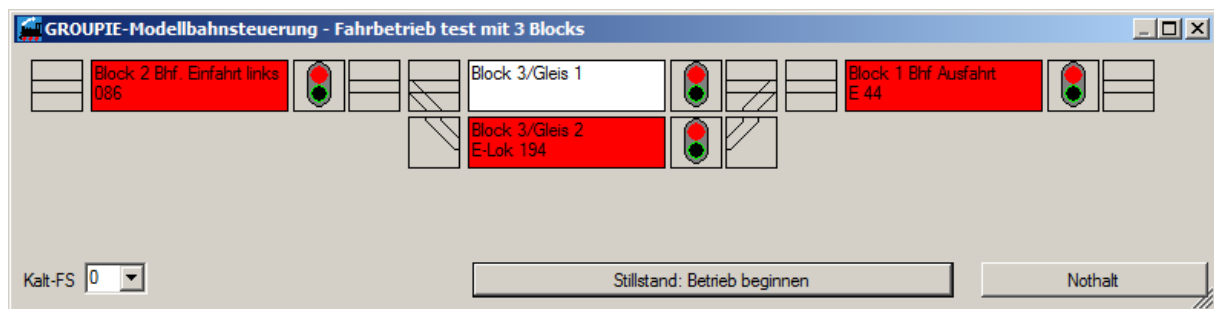 GROUPIE-Modellbahnsteuerung - Fahrbetrieb test mit 3 Blocks
Block 2 Bhf. Einfahrt links
086
Block 3/Gleis 1
Block 1 Bhf Ausfahrt
E 44
Block 3/Gleis 2
E-Lok 194
Kalt-FS 0
Stillstand: Betrieb beginnen
Nothalt